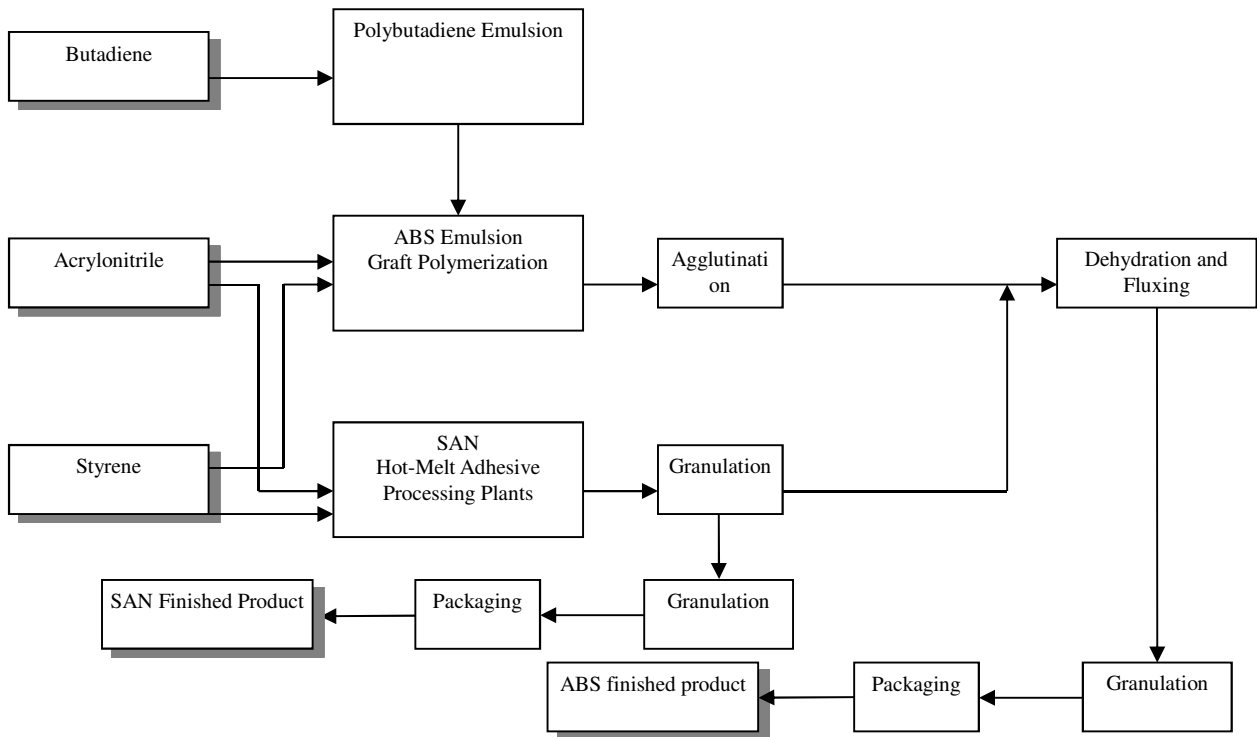 Polybutadiene Emulsion
Butadiene
ABS Emulsion
Graft Polymerization
Acrylonitrile
Agglutinati
on
Dehydration and
Fluxing
SAN
Hot-Melt Adhesive
Processing Plants
Styrene
Granulation
SAN Finished Product
Packaging
Granulation
ABS finished product
Packaging
Granulation